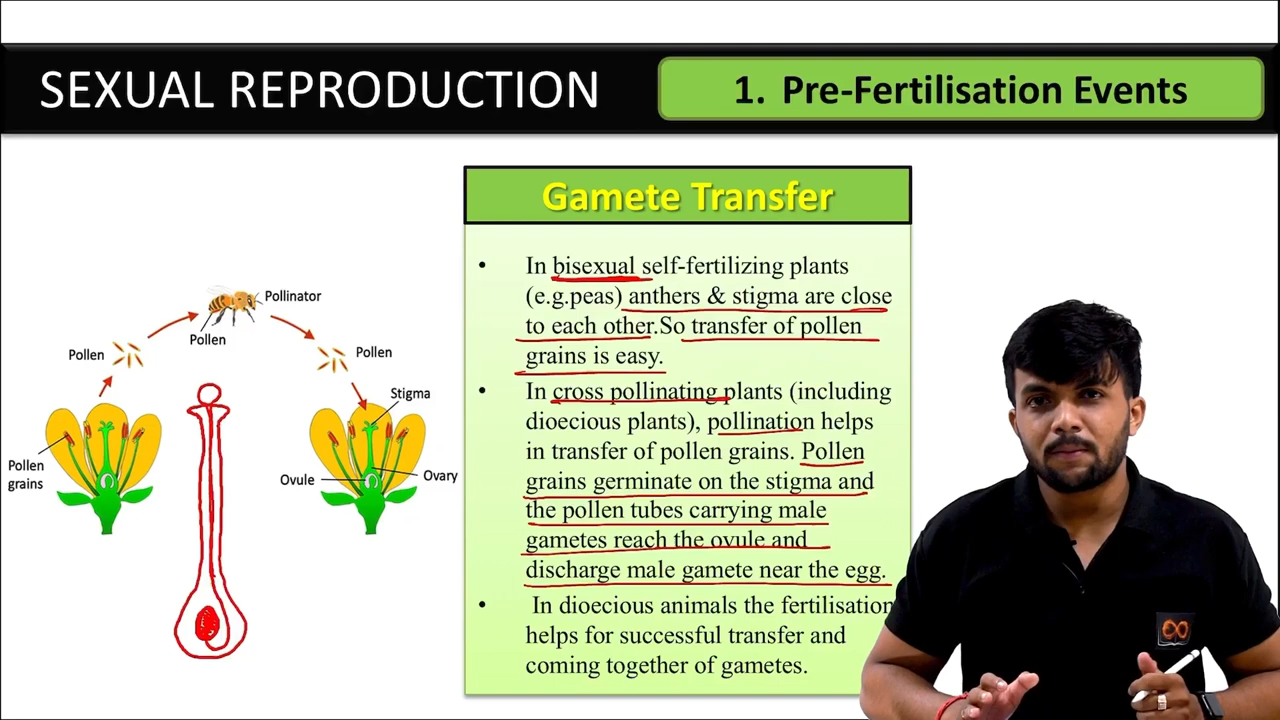 SEXUAL REPRODUCTION
1. Pre-Fertilisation Events
Gamete Transfer
• In bisexual self-fertilizing plants
(e.g.peas) anthers & stigma are close
to each other.So transfer of pollen
grains is easy.
• In cross pollinating plants (including
dioecious plants), pollination helps
in transfer of pollen grains. Pollen
grains germinate on the stigma and
the pollen tubes carrying male
gametes reach the ovule and
discharge male gamete near the egg.
• In dioecious animals the fertilisation
helps for successful transfer and
coming together of gametes.
Pollinator
Pollen
Pollen
Pollen
Stigma
Pollen
grains
Ovule
Ovary